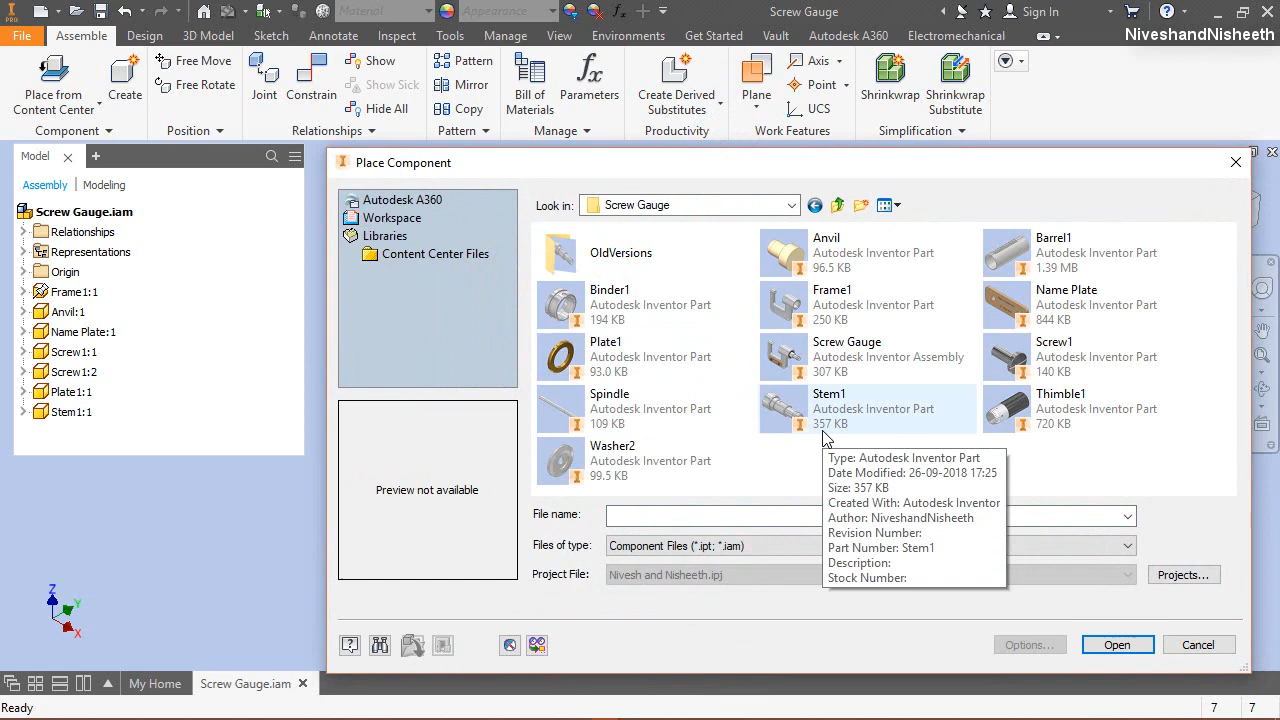 PRO
Material
Appearance
Screw Gauge
Sign In
File
Assemble
Design
3D Model
Sketch
Annotate
Inspect
Tools
Manage
View
Environments
Get Started
Vault
Autodesk A360
Electromechanical
NiveshandNisheeth
Place from
Content Center
Create
Free Move
Free Rotate
Joint
Constrain
Show
Show Sick
Hide All
Pattern
Mirror
Copy
Bill of
Materials
fx
Parameters
Create Derived
Substitutes
Plane
Axis
Point
UCS
Shrinkwrap
Shrinkwrap
Substitute
Component
Position
Relationships
Pattern
Manage
Productivity
Work Features
Simplification
Model
Assembly
Modeling
Screw Gauge.iam
Relationships
Representations
Origin
Frame1:1
Anvil:1
Name Plate:1
Screw1:1
Screw1:2
Plate1:1
Stem1:1
Place Component
Autodesk A360
Workspace
Libraries
Content Center Files
Preview not available
Look in:
Screw Gauge
OldVersions
Anvil
Autodesk Inventor Part
96.5 KB
Barrel1
Autodesk Inventor Part
1.39 MB
Binder1
Autodesk Inventor Part
194 KB
Frame1
Autodesk Inventor Part
250 KB
Name Plate
Autodesk Inventor Part
844 KB
Plate1
Autodesk Inventor Part
93.0 KB
Screw Gauge
Autodesk Inventor Assembly
307 KB
Screw1
Autodesk Inventor Part
140 KB
Spindle
Autodesk Inventor Part
109 KB
Stem1
Autodesk Inventor Part
357 KB
Thimble1
Autodesk Inventor Part
720 KB
Washer2
Autodesk Inventor Part
99.5 KB
Type: Autodesk Inventor Part
Date Modified: 26-09-2018 17:25
Size: 357 KB
Created With: Autodesk Inventor
Author: NiveshandNisheeth
Revision Number:
Part Number: Stem1
Description:
Stock Number:
File name:
Files of type:
Component Files (*.ipt; *.iam)
Project File:
Nivesh and Nisheeth.ipj
Projects...
Options...
Open
Cancel
Z
Y
X
My Home
Screw Gauge.iam
Ready
7
7